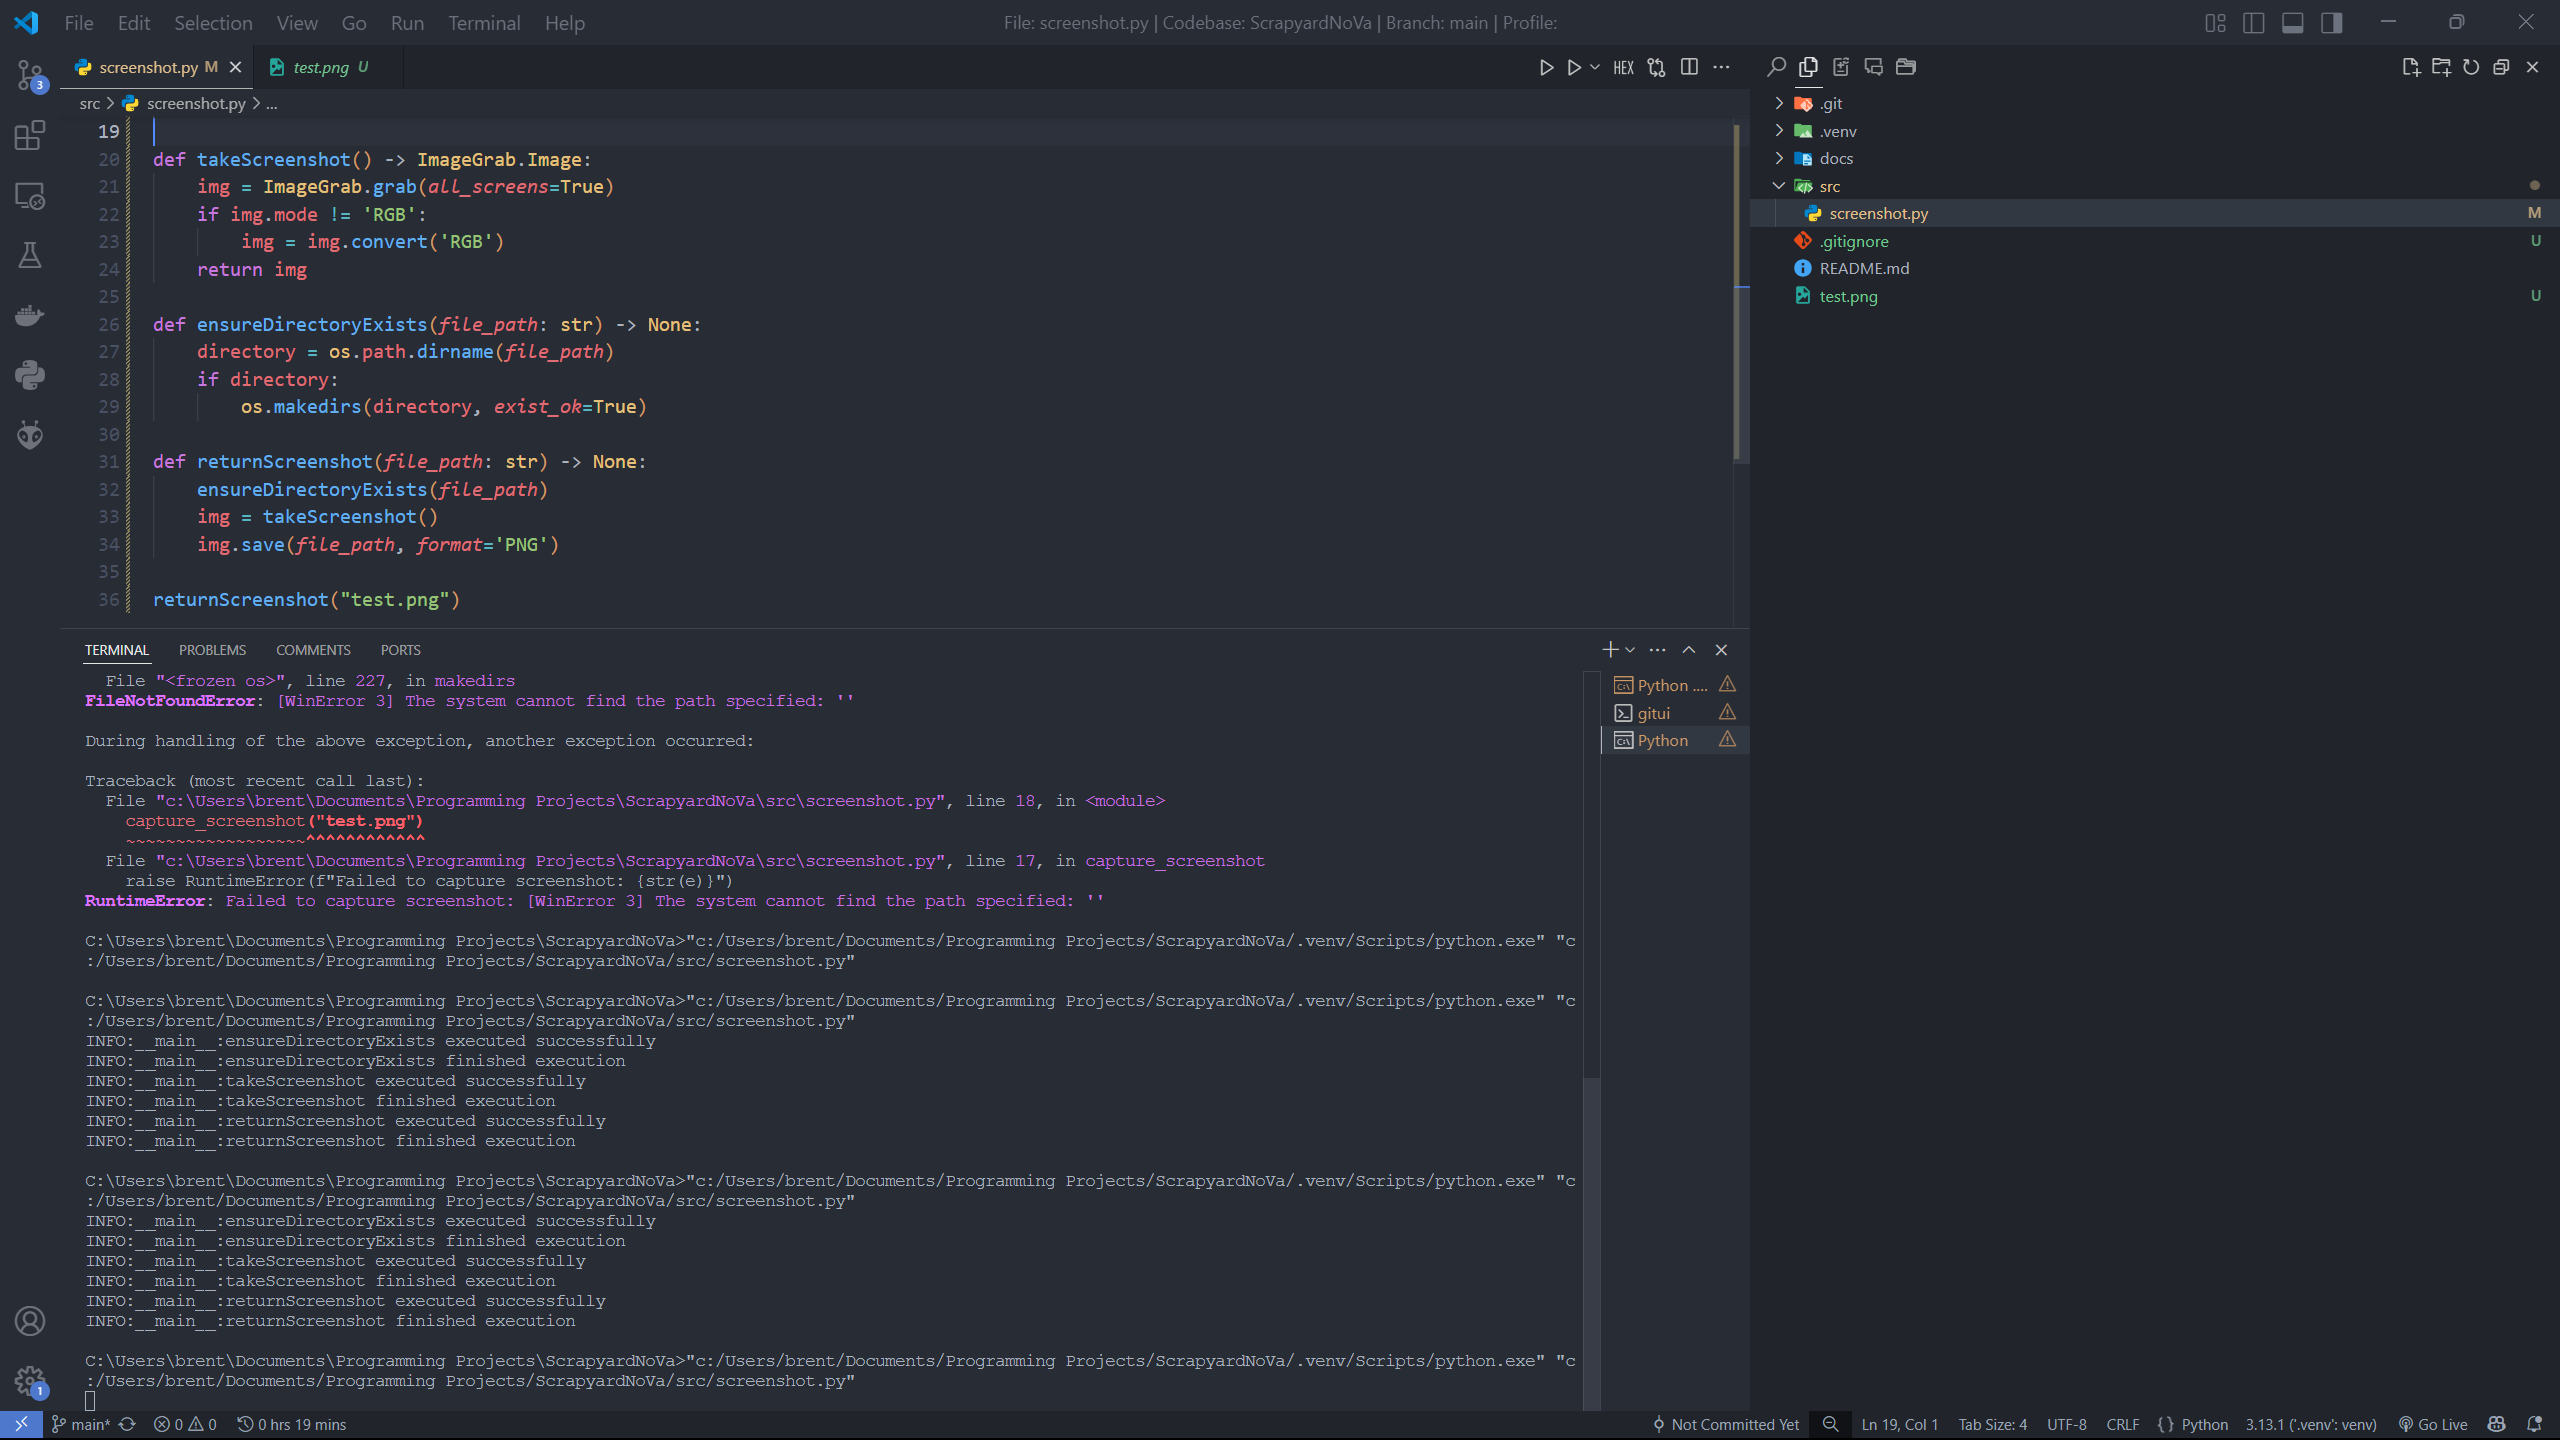 File Edit Selection View Go Run Terminal Help
File: screenshot.py | Codebase: ScrapyardNoVa | Branch: main | Profile:
screenshot.py M
test.png U
HEX
src > screenshot.py > ...
19
20 def takeScreenshot() -> ImageGrab.Image:
21 img = ImageGrab.grab(all_screens=True)
22 if img.mode != 'RGB':
23 img = img.convert('RGB')
24 return img
25
26 def ensureDirectoryExists(file_path: str) -> None:
27 directory = os.path.dirname(file_path)
28 if directory:
29 os.makedirs(directory, exist_ok=True)
30
31 def returnScreenshot(file_path: str) -> None:
32 ensureDirectoryExists(file_path)
33 img = takeScreenshot()
34 img.save(file_path, format='PNG')
35
36 returnScreenshot("test.png")
.git
.venv
docs
src
screenshot.py M
.gitignore U
README.md
test.png U
3
1
TERMINAL PROBLEMS COMMENTS PORTS
Python ....
gitui
Python
File "<frozen os>", line 227, in makedirs
FileNotFoundError: [WinError 3] The system cannot find the path specified: ''
During handling of the above exception, another exception occurred:
Traceback (most recent call last):
File "c:\Users\brent\Documents\Programming Projects\ScrapyardNoVa\src\screenshot.py", line 18, in <module>
capture_screenshot("test.png")
~~~~~~~~~~~~~~~~~~^^^^^^^^^^^^
File "c:\Users\brent\Documents\Programming Projects\ScrapyardNoVa\src\screenshot.py", line 17, in capture_screenshot
raise RuntimeError(f"Failed to capture screenshot: {str(e)}")
RuntimeError: Failed to capture screenshot: [WinError 3] The system cannot find the path specified: ''
C:\Users\brent\Documents\Programming Projects\ScrapyardNoVa>"c:/Users/brent/Documents/Programming Projects/ScrapyardNoVa/.venv/Scripts/python.exe" "c
:/Users/brent/Documents/Programming Projects/ScrapyardNoVa/src/screenshot.py"
C:\Users\brent\Documents\Programming Projects\ScrapyardNoVa>"c:/Users/brent/Documents/Programming Projects/ScrapyardNoVa/.venv/Scripts/python.exe" "c
:/Users/brent/Documents/Programming Projects/ScrapyardNoVa/src/screenshot.py"
INFO:__main__:ensureDirectoryExists executed successfully
INFO:__main__:ensureDirectoryExists finished execution
INFO:__main__:takeScreenshot executed successfully
INFO:__main__:takeScreenshot finished execution
INFO:__main__:returnScreenshot executed successfully
INFO:__main__:returnScreenshot finished execution
C:\Users\brent\Documents\Programming Projects\ScrapyardNoVa>"c:/Users/brent/Documents/Programming Projects/ScrapyardNoVa/.venv/Scripts/python.exe" "c
:/Users/brent/Documents/Programming Projects/ScrapyardNoVa/src/screenshot.py"
INFO:__main__:ensureDirectoryExists executed successfully
INFO:__main__:ensureDirectoryExists finished execution
INFO:__main__:takeScreenshot executed successfully
INFO:__main__:takeScreenshot finished execution
INFO:__main__:returnScreenshot executed successfully
INFO:__main__:returnScreenshot finished execution
C:\Users\brent\Documents\Programming Projects\ScrapyardNoVa>"c:/Users/brent/Documents/Programming Projects/ScrapyardNoVa/.venv/Scripts/python.exe" "c
:/Users/brent/Documents/Programming Projects/ScrapyardNoVa/src/screenshot.py"
main* 0 0 0 hrs 19 mins Not Committed Yet Ln 19, Col 1 Tab Size: 4 UTF-8 CRLF {} Python 3.13.1 ('.venv': venv) Go Live